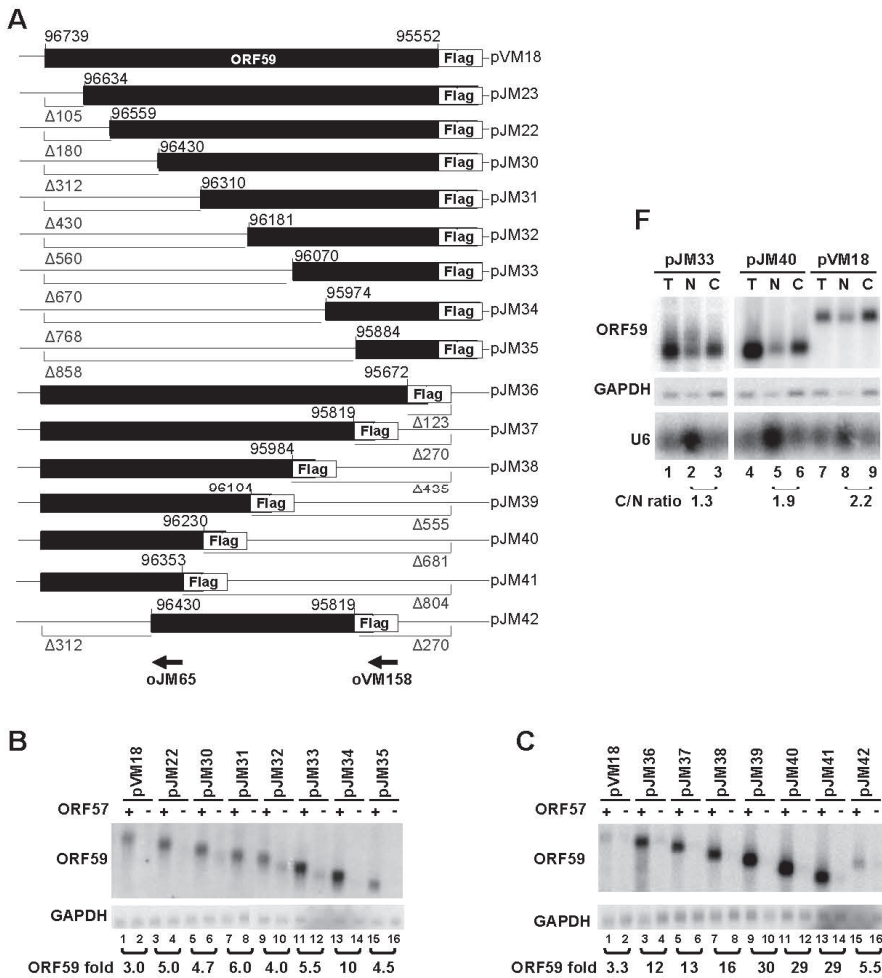 A
96739 95552
ORF59 Flag pVM18
96634
Flag pJM23
Δ105 96559
Flag pJM22
Δ180 96430
Flag pJM30
Δ312 96310
Flag pJM31
Δ430 96181
Flag pJM32
Δ560 96070
Flag pJM33
Δ670 95974
Flag pJM34
Δ768 95884
Flag pJM35
Δ858 95672
Flag pJM36
95819 Δ123
Flag pJM37
95984 Δ270
Flag pJM38
Δ435
Flag pJM39
96230 Δ555
Flag pJM40
96353 Δ681
Flag pJM41
96430 95819 Δ804
Flag pJM42
Δ312 Δ270
oJM65 oVM158
F
pJM33 pJM40 pVM18
T N C T N C T N C
ORF59
GAPDH
U6
1 2 3 4 5 6 7 8 9
C/N ratio 1.3 1.9 2.2
B
pVM18 pJM22 pJM30 pJM31 pJM32 pJM33 pJM34 pJM35
ORF57 + - + - + - + - + - + - + - + -
ORF59
GAPDH
1 2 3 4 5 6 7 8 9 10 11 12 13 14 15 16
ORF59 fold 3.0 5.0 4.7 6.0 4.0 5.5 10 4.5
C
pVM18 pJM36 pJM37 pJM38 pJM39 pJM40 pJM41 pJM42
ORF57 + - + - + - + - + - + - + - + -
ORF59
GAPDH
1 2 3 4 5 6 7 8 9 10 11 12 13 14 15 16
ORF59 fold 3.3 12 13 16 30 29 29 5.5